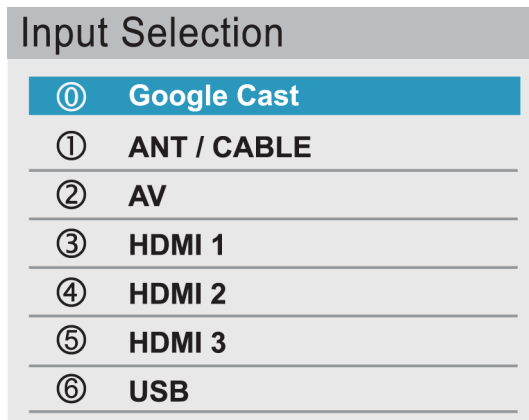 Input Selection
⓪ Google Cast
① ANT / CABLE
② AV
③ HDMI 1
④ HDMI 2
⑤ HDMI 3
⑥ USB